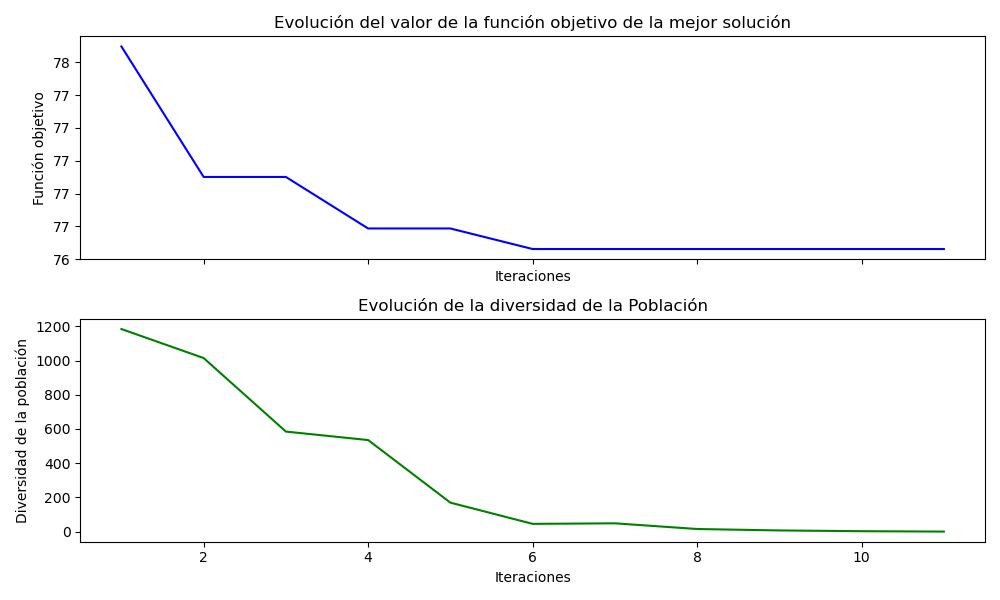 Evolución del valor de la función objetivo de la mejor solución
Función objetivo
78
77
77
77
77
77
76
Iteraciones
Evolución de la diversidad de la Población
Diversidad de la población
1200
1000
800
600
400
200
0
2 4 6 8 10
Iteraciones